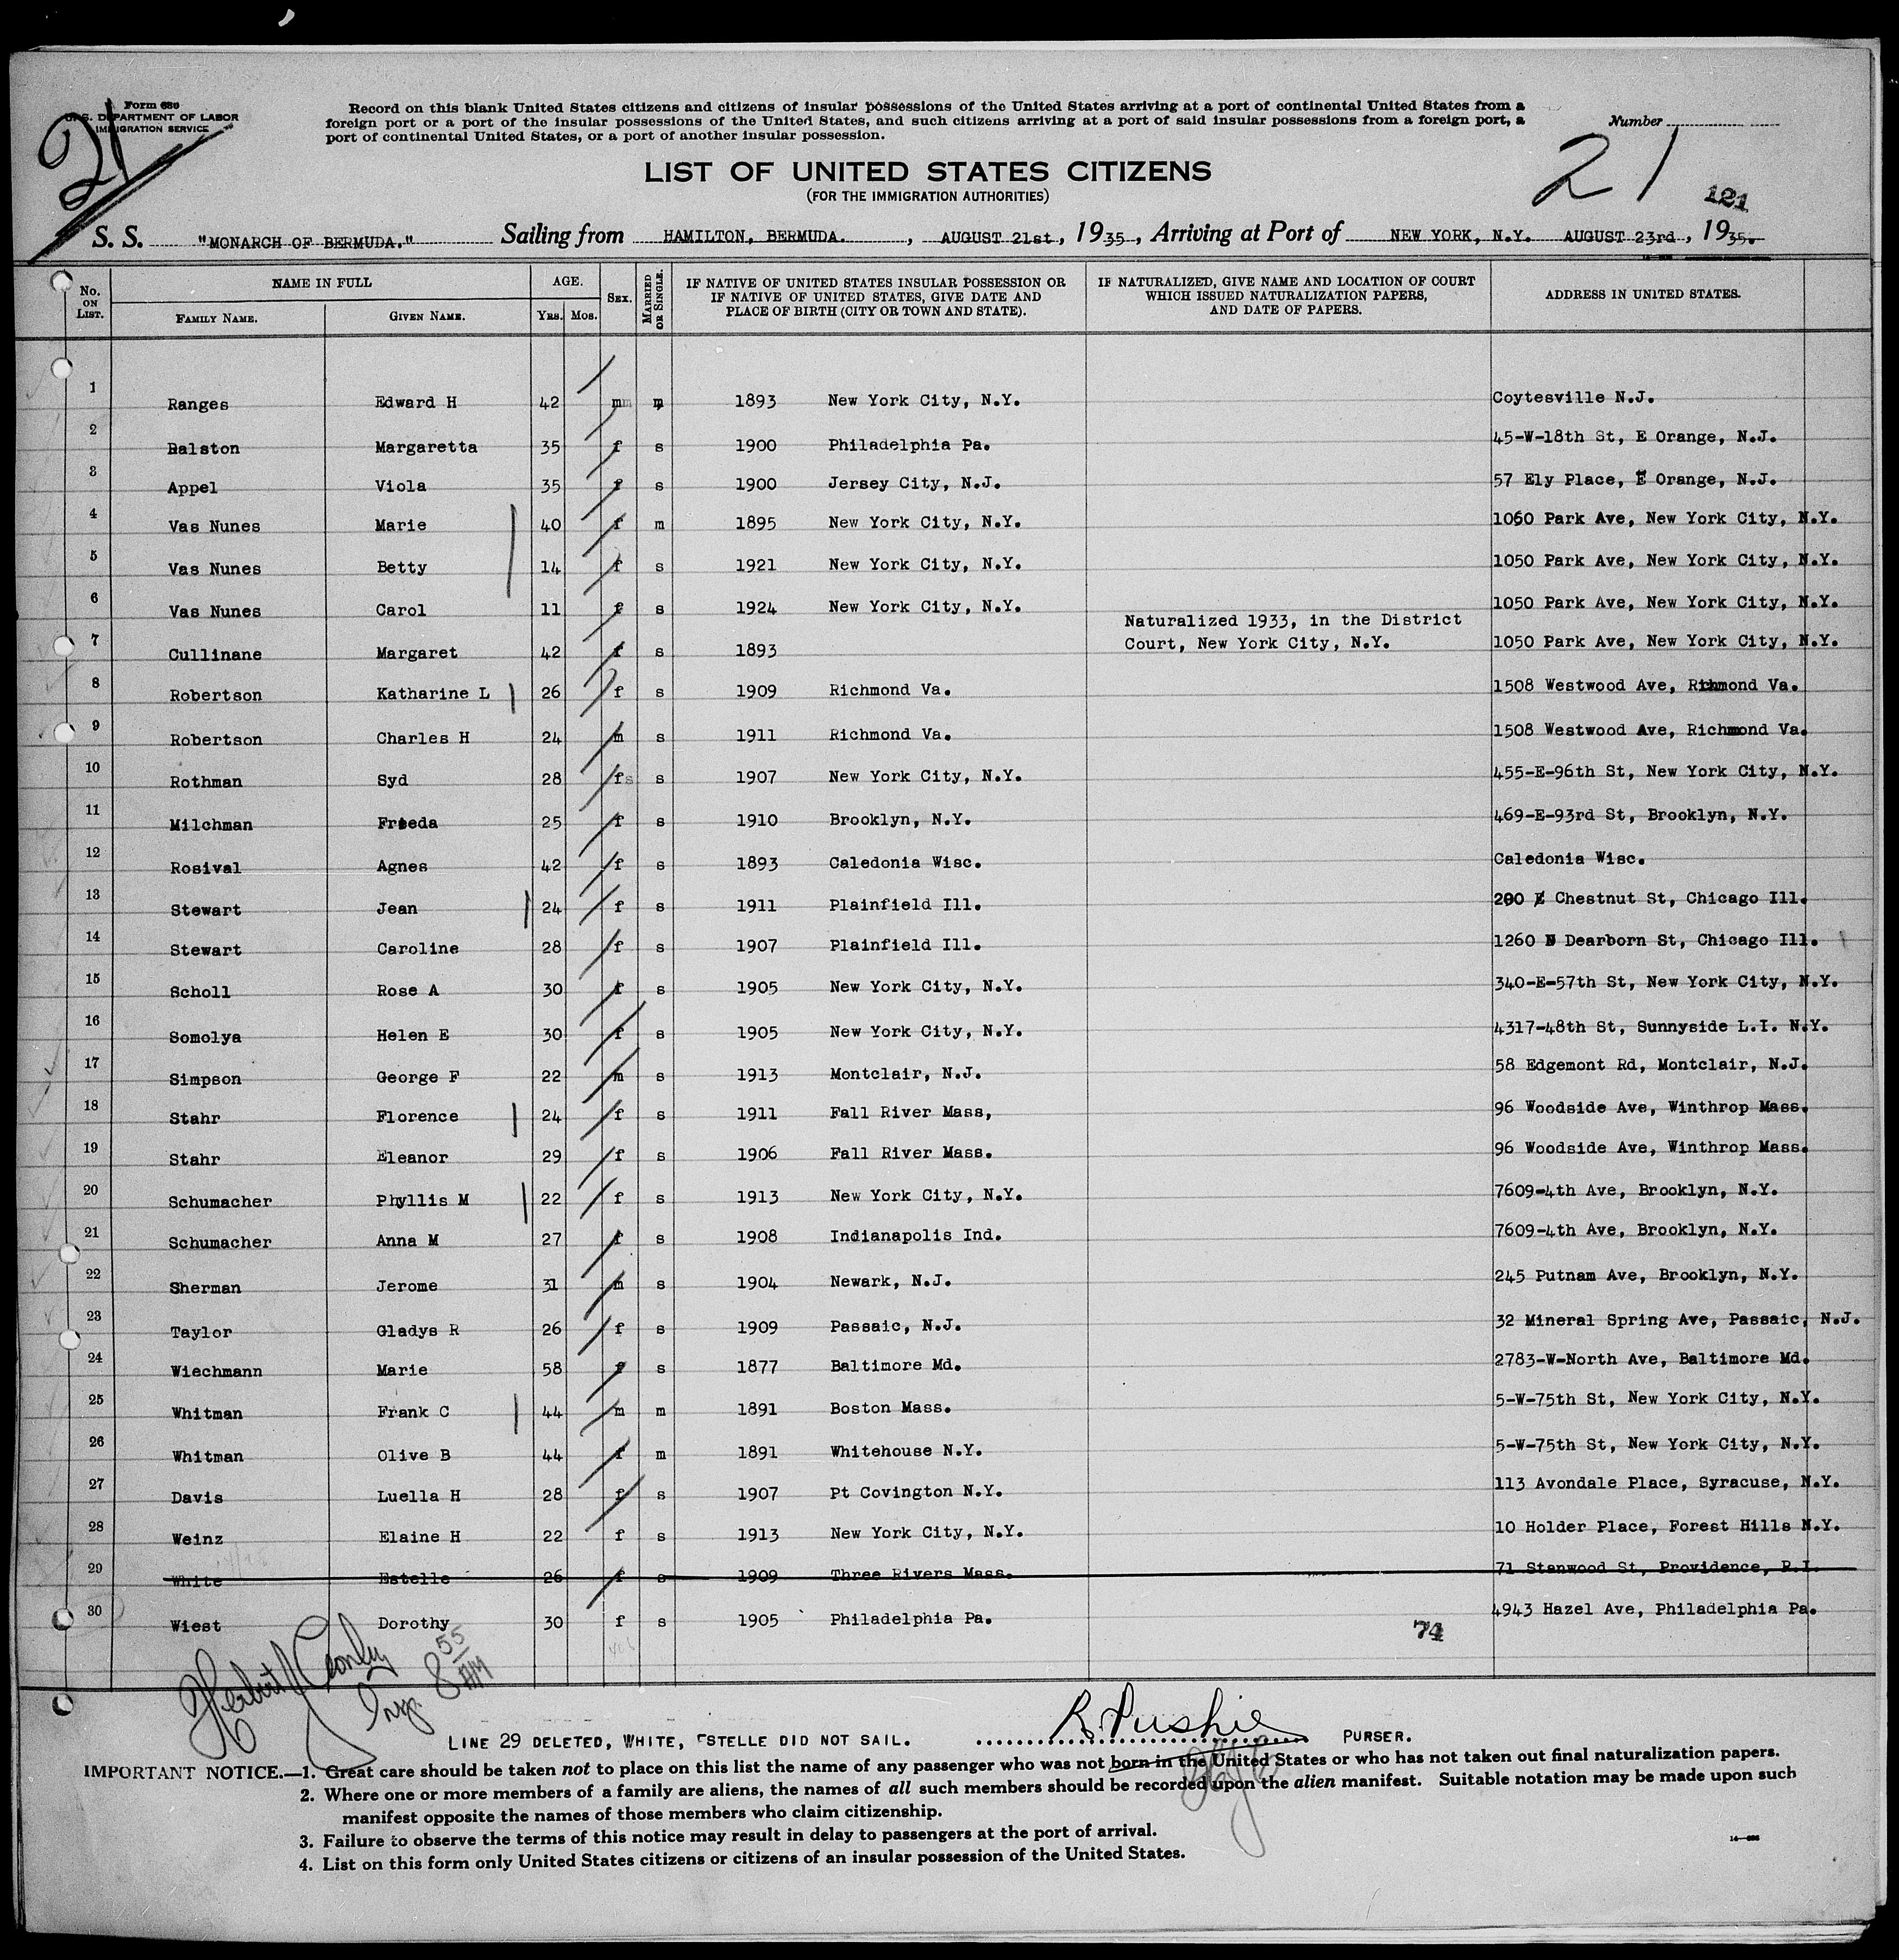 21
Form 630
U. S. DEPARTMENT OF LABOR
IMMIGRATION SERVICE
Record on this blank United States citizens and citizens of insular possessions of the United States arriving at a port of continental United States from a
foreign port or a port of the insular possessions of the United States, and such citizens arriving at a port of said insular possessions from a foreign port, a
port of continental United States, or a port of another insular possession.
Number
21
121
LIST OF UNITED STATES CITIZENS
(FOR THE IMMIGRATION AUTHORITIES)
S. S. "MONARCH OF BERMUDA." Sailing from HAMILTON, BERMUDA. , AUGUST 21st , 1935 , Arriving at Port of NEW YORK, N.Y. AUGUST 23rd , 1935.
No. ON LIST. NAME IN FULL FAMILY NAME. GIVEN NAME. AGE. YRS. MOS. SEX. MARRIED OR SINGLE. IF NATIVE OF UNITED STATES INSULAR POSSESSION OR IF NATIVE OF UNITED STATES, GIVE DATE AND PLACE OF BIRTH (CITY OR TOWN AND STATE). IF NATURALIZED, GIVE NAME AND LOCATION OF COURT WHICH ISSUED NATURALIZATION PAPERS, AND DATE OF PAPERS. ADDRESS IN UNITED STATES.
1 Ranges Edward H 42 m m 1893 New York City, N.Y. Coytesville N.J.
2 Ralston Margaretta 35 f s 1900 Philadelphia Pa. 45-W-18th St, E Orange, N.J.
3 Appel Viola 35 f s 1900 Jersey City, N.J. 57 Ely Place, E Orange, N.J.
4 Vas Nunes Marie 40 f m 1895 New York City, N.Y. 1050 Park Ave, New York City, N.Y.
5 Vas Nunes Betty 14 f s 1921 New York City, N.Y. 1050 Park Ave, New York City, N.Y.
6 Vas Nunes Carol 11 f s 1924 New York City, N.Y. 1050 Park Ave, New York City, N.Y.
7 Cullinane Margaret 42 f s 1893 Naturalized 1933, in the District Court, New York City, N.Y. 1050 Park Ave, New York City, N.Y.
8 Robertson Katharine L 26 f s 1909 Richmond Va. 1508 Westwood Ave, Richmond Va.
9 Robertson Charles H 24 m s 1911 Richmond Va. 1508 Westwood Ave, Richmond Va.
10 Rothman Syd 28 f s 1907 New York City, N.Y. 455-E-96th St, New York City, N.Y.
11 Milchman Freeda 25 f s 1910 Brooklyn, N.Y. 469-E-93rd St, Brooklyn, N.Y.
12 Rosival Agnes 42 f s 1893 Caledonia Wisc. Caledonia Wisc.
13 Stewart Jean 24 f s 1911 Plainfield Ill. 200 E Chestnut St, Chicago Ill.
14 Stewart Caroline 28 f s 1907 Plainfield Ill. 1260 N Dearborn St, Chicago Ill.
15 Scholl Rose A 30 f s 1905 New York City, N.Y. 340-E-57th St, New York City, N.Y.
16 Somolya Helen E 30 f s 1905 New York City, N.Y. 4317-48th St, Sunnyside L.I. N.Y.
17 Simpson George F 22 m s 1913 Montclair, N.J. 58 Edgemont Rd, Montclair, N.J.
18 Stahr Florence 24 f s 1911 Fall River Mass, 96 Woodside Ave, Winthrop Mass.
19 Stahr Eleanor 29 f s 1906 Fall River Mass. 96 Woodside Ave, Winthrop Mass.
20 Schumacher Phyllis M 22 f s 1913 New York City, N.Y. 7609-4th Ave, Brooklyn, N.Y.
21 Schumacher Anna M 27 f s 1908 Indianapolis Ind. 7609-4th Ave, Brooklyn, N.Y.
22 Sherman Jerome 31 m s 1904 Newark, N.J. 245 Putnam Ave, Brooklyn, N.Y.
23 Taylor Gladys R 26 f s 1909 Passaic, N.J. 32 Mineral Spring Ave, Passaic, N.J.
24 Wiechmann Marie 58 f s 1877 Baltimore Md. 2783-W-North Ave, Baltimore Md.
25 Whitman Frank C 44 m m 1891 Boston Mass. 5-W-75th St, New York City, N.Y.
26 Whitman Olive B 44 f m 1891 Whitehouse N.Y. 5-W-75th St, New York City, N.Y.
27 Davis Luella H 28 f s 1907 Pt Covington N.Y. 113 Avondale Place, Syracuse, N.Y.
28 Weinz Elaine H 22 f s 1913 New York City, N.Y. 10 Holder Place, Forest Hills N.Y.
29 White Estelle 26 f s 1909 Three Rivers Mass. 71 Stanwood St, Providence, R.I.
30 Wiest Dorothy 30 f s 1905 Philadelphia Pa. 4943 Hazel Ave, Philadelphia Pa.
74
Herbert J Conley
Insp. 8 55 AM
LINE 29 DELETED, WHITE, ESTELLE DID NOT SAIL. R. Pushie PURSER.
IMPORTANT NOTICE.—1. Great care should be taken not to place on this list the name of any passenger who was not born in the United States or who has not taken out final naturalization papers.
2. Where one or more members of a family are aliens, the names of all such members should be recorded upon the alien manifest. Suitable notation may be made upon such
manifest opposite the names of those members who claim citizenship.
3. Failure to observe the terms of this notice may result in delay to passengers at the port of arrival.
4. List on this form only United States citizens or citizens of an insular possession of the United States.